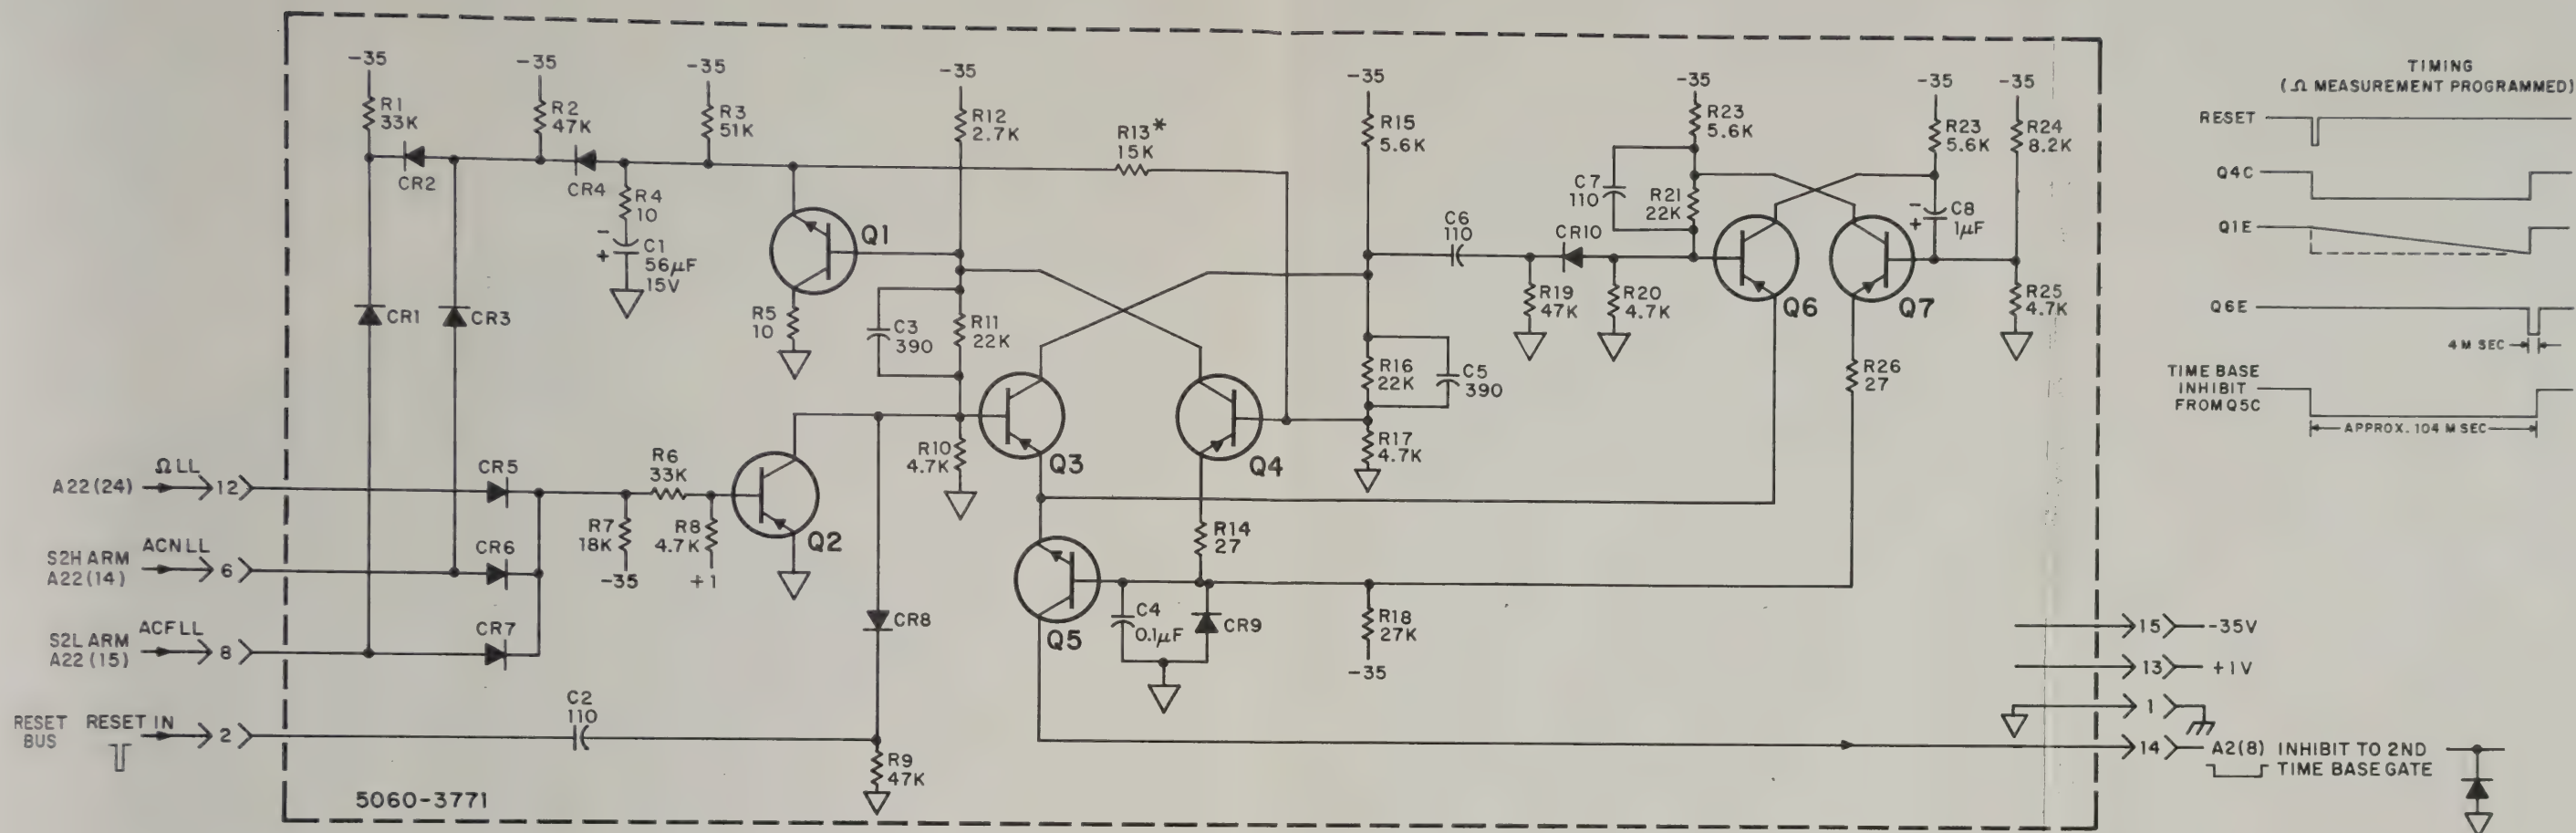 -35
R1
33K
CR2
-35
R2
47K
CR4
-35
R3
51K
R4
10
-
+
C1
56µF
15V
CR1
CR3
Q1
R5
10
-35
R12
2.7K
R13*
15K
C3
390
R11
22K
R10
4.7K
Q3
Q4
-35
R15
5.6K
R16
22K
C5
390
R17
4.7K
C6
110
CR10
R19
47K
R20
4.7K
C7
110
-35
R23
5.6K
R21
22K
Q6
Q7
-35
R23
5.6K
-
+
C8
1µF
-35
R24
8.2K
R25
4.7K
R26
27
A22(24)
ΩLL
12
CR5
S2H ARM
A22(14)
ACNLL
6
CR6
S2L ARM
A22(15)
ACFLL
8
CR7
RESET
BUS
RESET IN
2
C2
110
R6
33K
R7
18K
-35
R8
4.7K
+1
Q2
CR8
R9
47K
R14
27
Q5
C4
0.1µF
CR9
R18
27K
-35
15 -35V
13 +1V
1
14 A2(8) INHIBIT TO 2ND
TIME BASE GATE
5060-3771
TIMING
(Ω MEASUREMENT PROGRAMMED)
RESET
Q4C
Q1E
Q6E
4 M SEC
TIME BASE
INHIBIT
FROM Q5C
APPROX. 104 M SEC